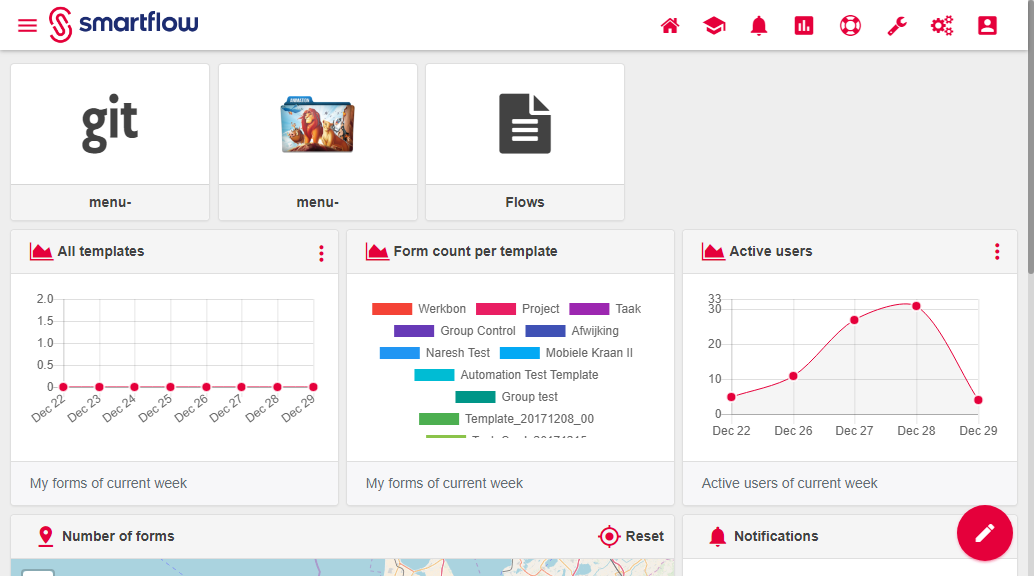 smartflow
git
menu-
menu-
Flows
All templates
Form count per template
Active users
2.0
1.5
1.0
0.5
0
Dec 22
Dec 23
Dec 24
Dec 25
Dec 26
Dec 27
Dec 28
Dec 29
Werkbon Project Taak
Group Control Afwijking
Naresh Test Mobiele Kraan II
Automation Test Template
Group test
Template_20171208_00
33
30
20
10
0
Dec 22 Dec 26 Dec 27 Dec 28 Dec 29
My forms of current week
My forms of current week
Active users of current week
Number of forms
Reset
Notifications